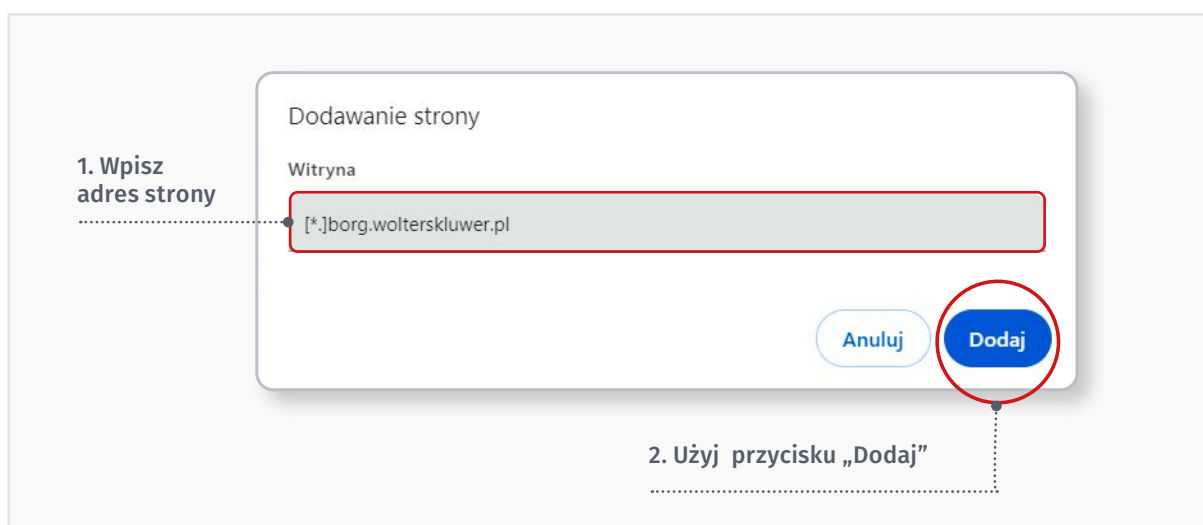 Dodawanie strony
1. Wpisz
adres strony
Witryna
[*.]borg.wolterskluwer.pl
Anuluj
Dodaj
2. Użyj przycisku „Dodaj”